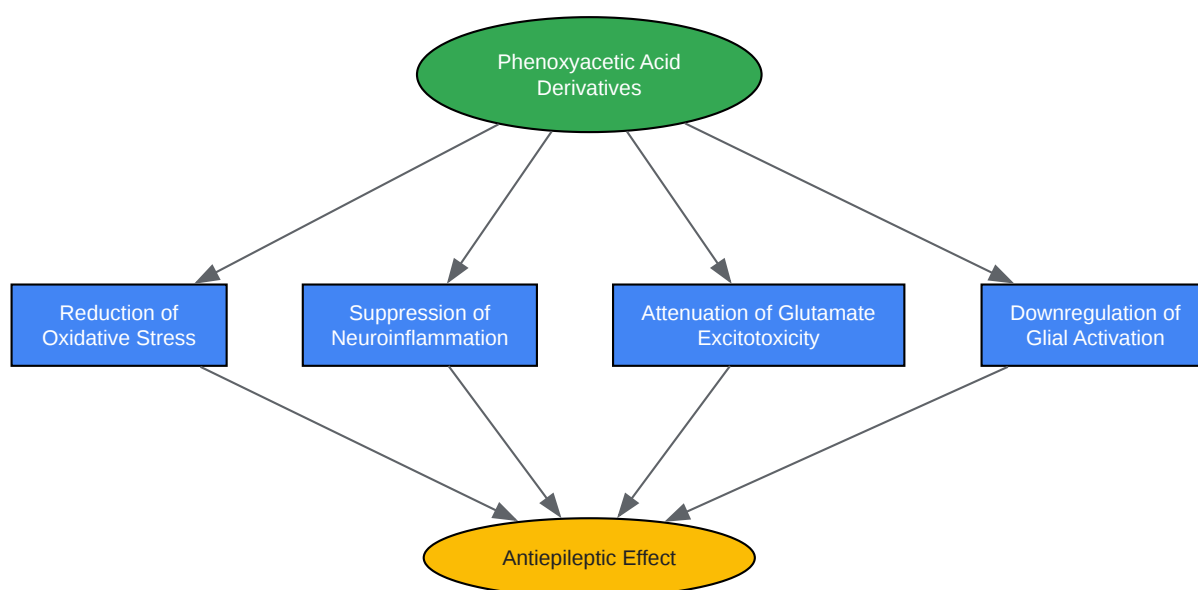 Phenoxyacetic Acid
Derivatives
Reduction of
Oxidative Stress
Suppression of
Neuroinflammation
Attenuation of Glutamate
Excitotoxicity
Downregulation of
Glial Activation
Antiepileptic Effect